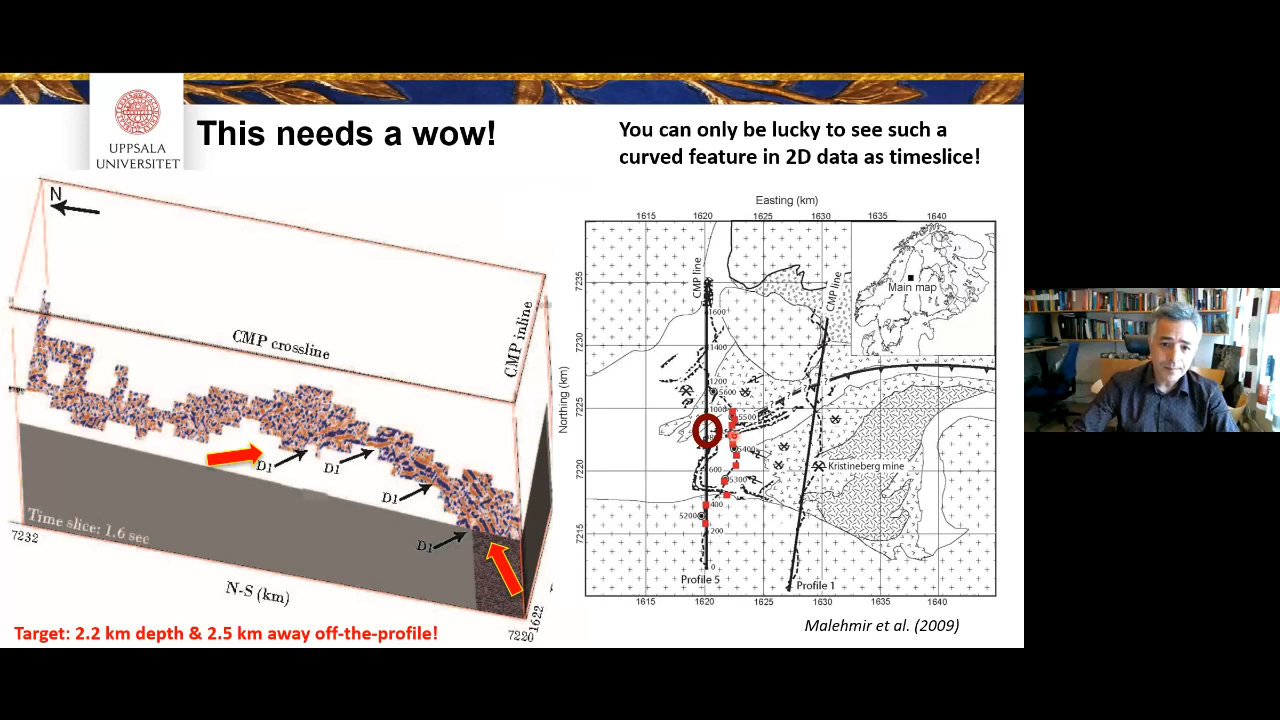 UPPSALA
UNIVERSITET
This needs a wow!
You can only be lucky to see such a
curved feature in 2D data as timeslice!
N
CMP crossline
CMP inline
D1
D1
D1
D1
Time slice: 1.6 sec
7232
N-S (km)
7220
1622
Target: 2.2 km depth & 2.5 km away off-the-profile!
Easting (km)
1615 1620 1625 1630 1635 1640
Northing (km)
7235
7230
7225
7220
7215
CMP line
CMP line
Main map
1600
1400
1200
5600
1000
5500
5400
600
5300
400
5200
200
0
Kristineberg mine
Profile 5
Profile 1
1615 1620 1625 1630 1635 1640
Malehmir et al. (2009)